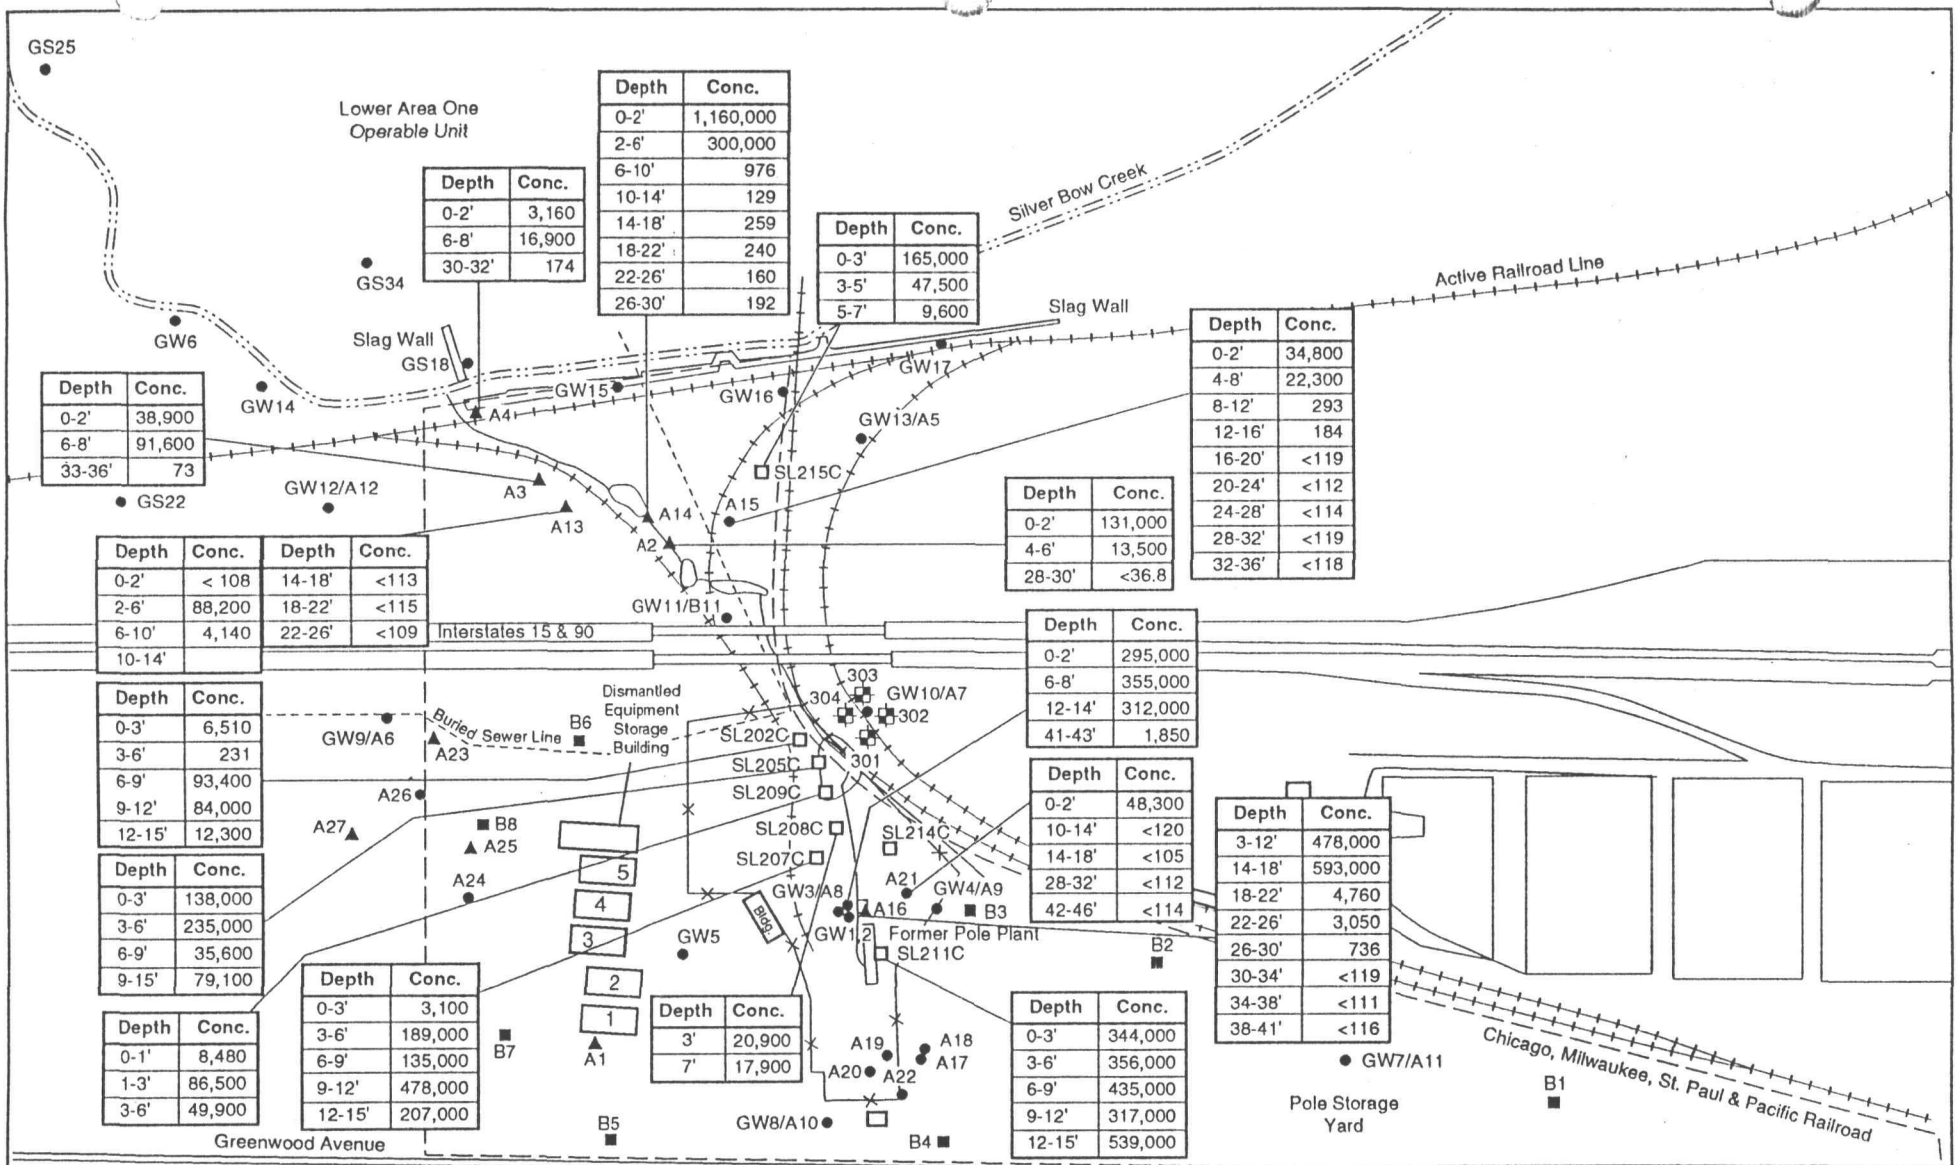 GS25
Lower Area One
Operable Unit
Depth Conc.
0-2' 1,160,000
2-6' 300,000
6-10' 976
10-14' 129
14-18' 259
18-22' 240
22-26' 160
26-30' 192
Depth Conc.
0-2' 3,160
6-8' 16,900
30-32' 174
Depth Conc.
0-3' 165,000
3-5' 47,500
5-7' 9,600
Silver Bow Creek
Active Railroad Line
GS34
GW6
Slag Wall
GS18
Slag Wall
GW14
GW15
GW16
GW17
A4
GW13/A5
Depth Conc.
0-2' 34,800
4-8' 22,300
8-12' 293
12-16' 184
16-20' <119
20-24' <112
24-28' <114
28-32' <119
32-36' <118
Depth Conc.
0-2' 38,900
6-8' 91,600
33-36' 73
GS22
GW12/A12
A3
A13
A14
A2
A15
SL215C
Depth Conc.
0-2' 131,000
4-6' 13,500
28-30' <36.8
Depth Conc. Depth Conc.
0-2' < 108 14-18' <113
2-6' 88,200 18-22' <115
6-10' 4,140 22-26' <109
10-14'
GW11/B11
Interstates 15 & 90
Depth Conc.
0-2' 295,000
6-8' 355,000
12-14' 312,000
41-43' 1,850
Depth Conc.
0-3' 6,510
3-6' 231
6-9' 93,400
9-12' 84,000
12-15' 12,300
GW9/A6
Buried Sewer Line
A23
B6
Dismantled
Equipment
Storage
Building
303
304
GW10/A7
302
SL202C
SL205C
301
SL209C
A26
A27
B8
A25
A24
SL208C
SL214C
SL207C
Depth Conc.
0-2' 48,300
10-14' <120
14-18' <105
28-32' <112
42-46' <114
Depth Conc.
3-12' 478,000
14-18' 593,000
18-22' 4,760
22-26' 3,050
26-30' 736
30-34' <119
34-38' <111
38-41' <116
Depth Conc.
0-3' 138,000
3-6' 235,000
6-9' 35,600
9-15' 79,100
5
4
3
2
1
Bldg.
GW3/A8
A21
GW4/A9
A16
B3
GW1,2
Former Pole Plant
SL211C
GW5
B2
Depth Conc.
0-3' 3,100
3-6' 189,000
6-9' 135,000
9-12' 478,000
12-15' 207,000
Depth Conc.
0-1' 8,480
1-3' 86,500
3-6' 49,900
B7
A1
Depth Conc.
3' 20,900
7' 17,900
A19
A18
A17
A20
A22
Depth Conc.
0-3' 344,000
3-6' 356,000
6-9' 435,000
9-12' 317,000
12-15' 539,000
GW7/A11
Chicago, Milwaukee, St. Paul & Pacific Railroad
B1
Pole Storage
Yard
B5
GW8/A10
B4
Greenwood Avenue